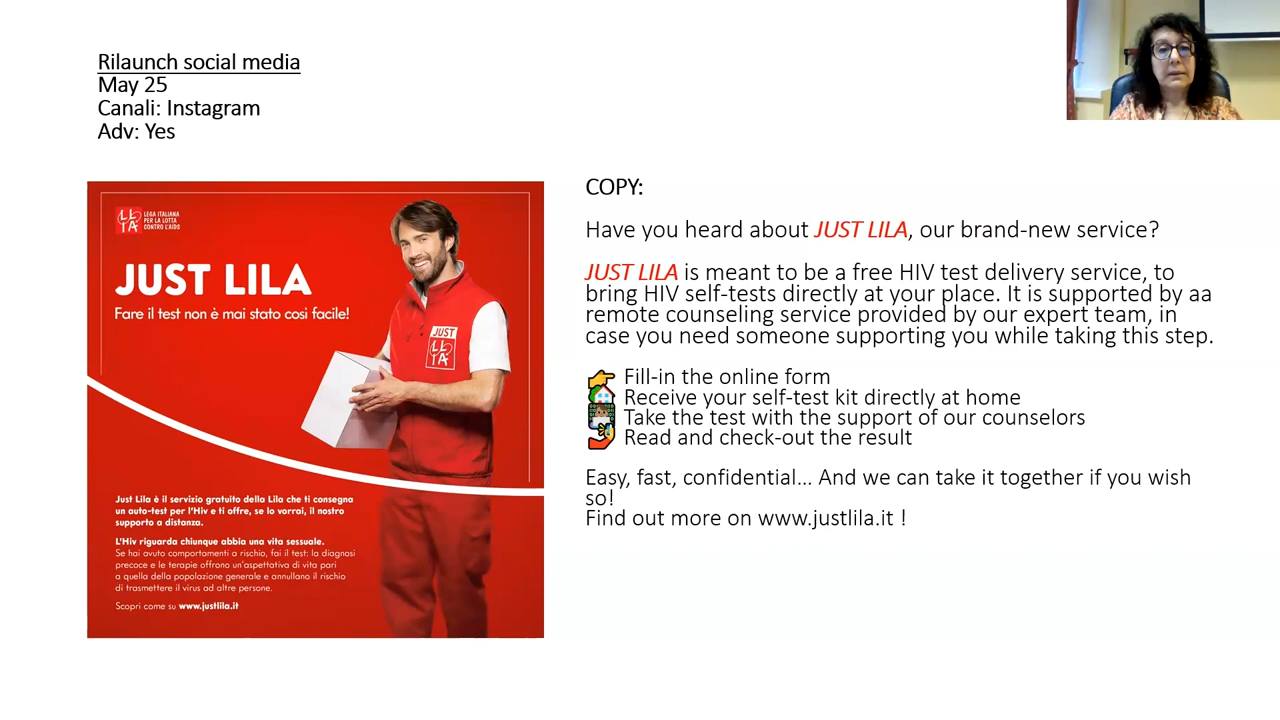 Rilaunch social media
May 25
Canali: Instagram
Adv: Yes
LILA
LEGA ITALIANA
PER LA LOTTA
CONTRO L'AIDS
JUST LILA
Fare il test non è mai stato così facile!
JUST
LILA
Just Lila è il servizio gratuito della Lila che ti consegna
un auto-test per l'Hiv e ti offre, se lo vorrai, il nostro
supporto a distanza.
L'Hiv riguarda chiunque abbia una vita sessuale.
Se hai avuto comportamenti a rischio, fai il test: la diagnosi
precoce e le terapie offrono un'aspettativa di vita pari
a quella della popolazione generale e annullano il rischio
di trasmettere il virus ad altre persone.
Scopri come su www.justlila.it
COPY:
Have you heard about JUST LILA, our brand-new service?
JUST LILA is meant to be a free HIV test delivery service, to
bring HIV self-tests directly at your place. It is supported by aa
remote counseling service provided by our expert team, in
case you need someone supporting you while taking this step.
Fill-in the online form
Receive your self-test kit directly at home
Take the test with the support of our counselors
Read and check-out the result
Easy, fast, confidential... And we can take it together if you wish
so!
Find out more on www.justlila.it !